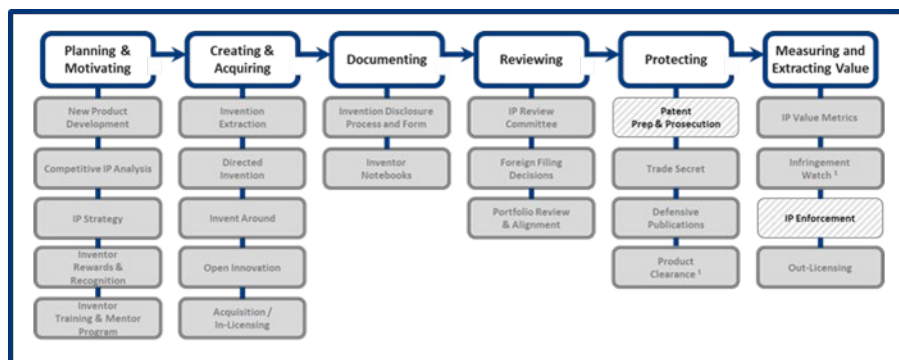 Planning &
Motivating
Creating &
Acquiring
Documenting
Reviewing
Protecting
Measuring and
Extracting Value
New Product
Development
Competitive IP Analysis
IP Strategy
Inventor
Rewards &
Recognition
Inventor
Training & Mentor
Program
Invention
Extraction
Directed
Invention
Invent Around
Open Innovation
Acquisition /
In-Licensing
Invention Disclosure
Process and Form
Inventor
Notebooks
IP Review
Committee
Foreign Filing
Decisions
Portfolio Review
& Alignment
Patent
Prep & Prosecution
Trade Secret
Defensive
Publications
Product
Clearance ¹
IP Value Metrics
Infringement
Watch ¹
IP Enforcement
Out-Licensing